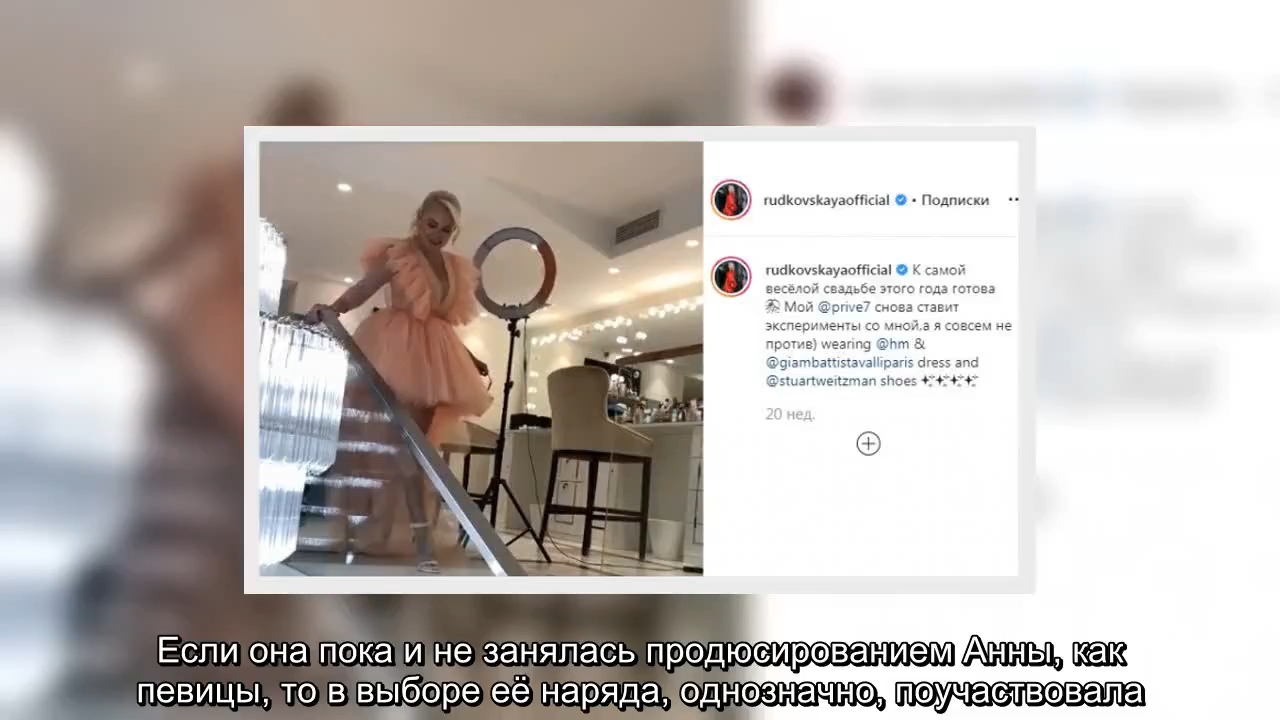 rudkovskayaofficial • Подписки ••
rudkovskayaofficial К самой
весёлой свадьбе этого года готова
Мой @prive7 снова ставит
эксперименты со мной,а я совсем не
против) wearing @hm &
@giambattistavalliparis dress and
@stuartweitzman shoes
20 нед.
Если она пока и не занялась продюсированием Анны, как
певицы, то в выборе её наряда, однозначно, поучаствовала